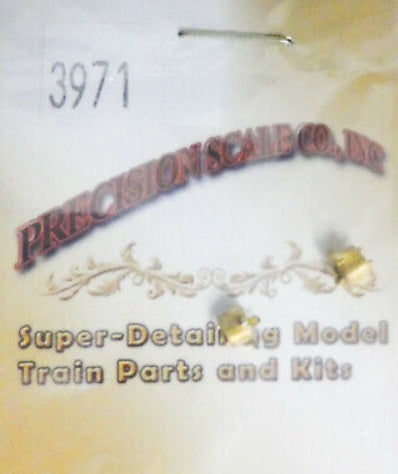 3971
PRECISION SCALE CO., INC
Super-Detailing Model
Train Parts and Kits